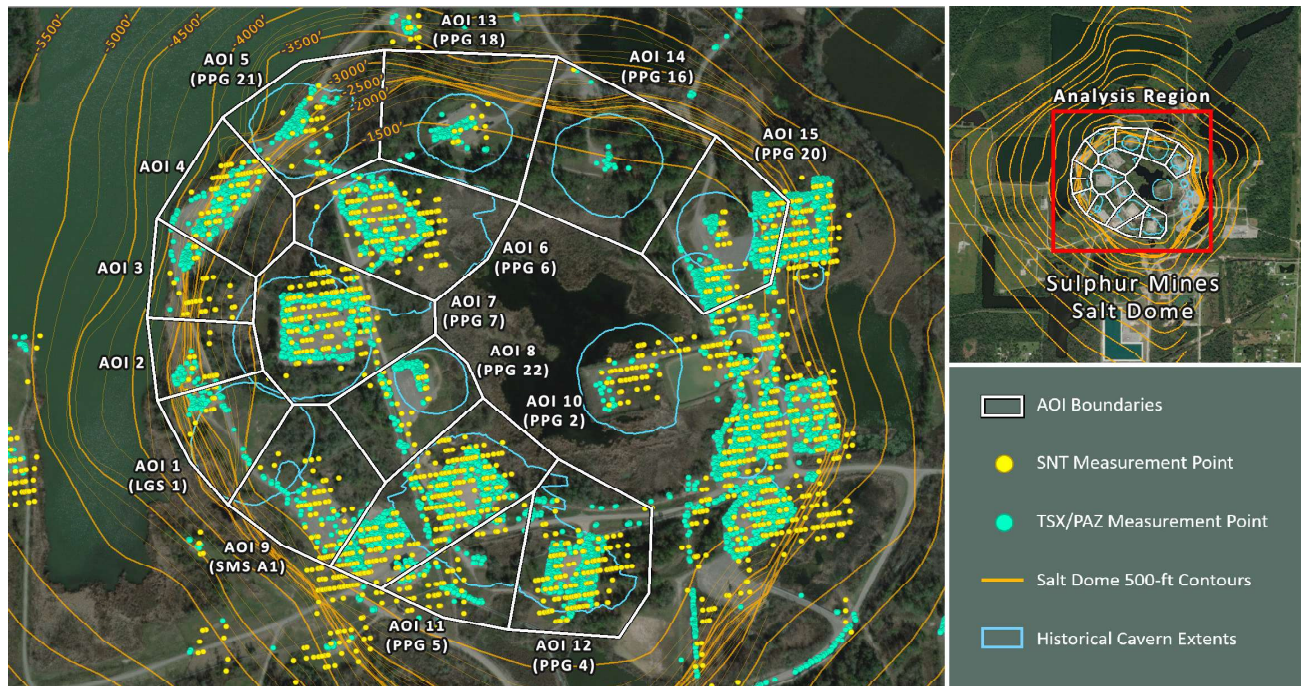 -5500'
-5000'
-4500'
-4000'
-3500'
-3000'
-2500'
-2000'
-1500'
AOI 13
(PPG 18)
AOI 5
(PPG 21)
AOI 14
(PPG 16)
AOI 15
(PPG 20)
AOI 4
AOI 3
AOI 6
(PPG 6)
AOI 7
(PPG 7)
AOI 2
AOI 8
(PPG 22)
AOI 10
(PPG 2)
AOI 1
(LGS 1)
AOI 9
(SMS A1)
AOI 11
(PPG 5)
AOI 12
(PPG 4)
Analysis Region
Sulphur Mines
Salt Dome
AOI Boundaries
SNT Measurement Point
TSX/PAZ Measurement Point
Salt Dome 500-ft Contours
Historical Cavern Extents